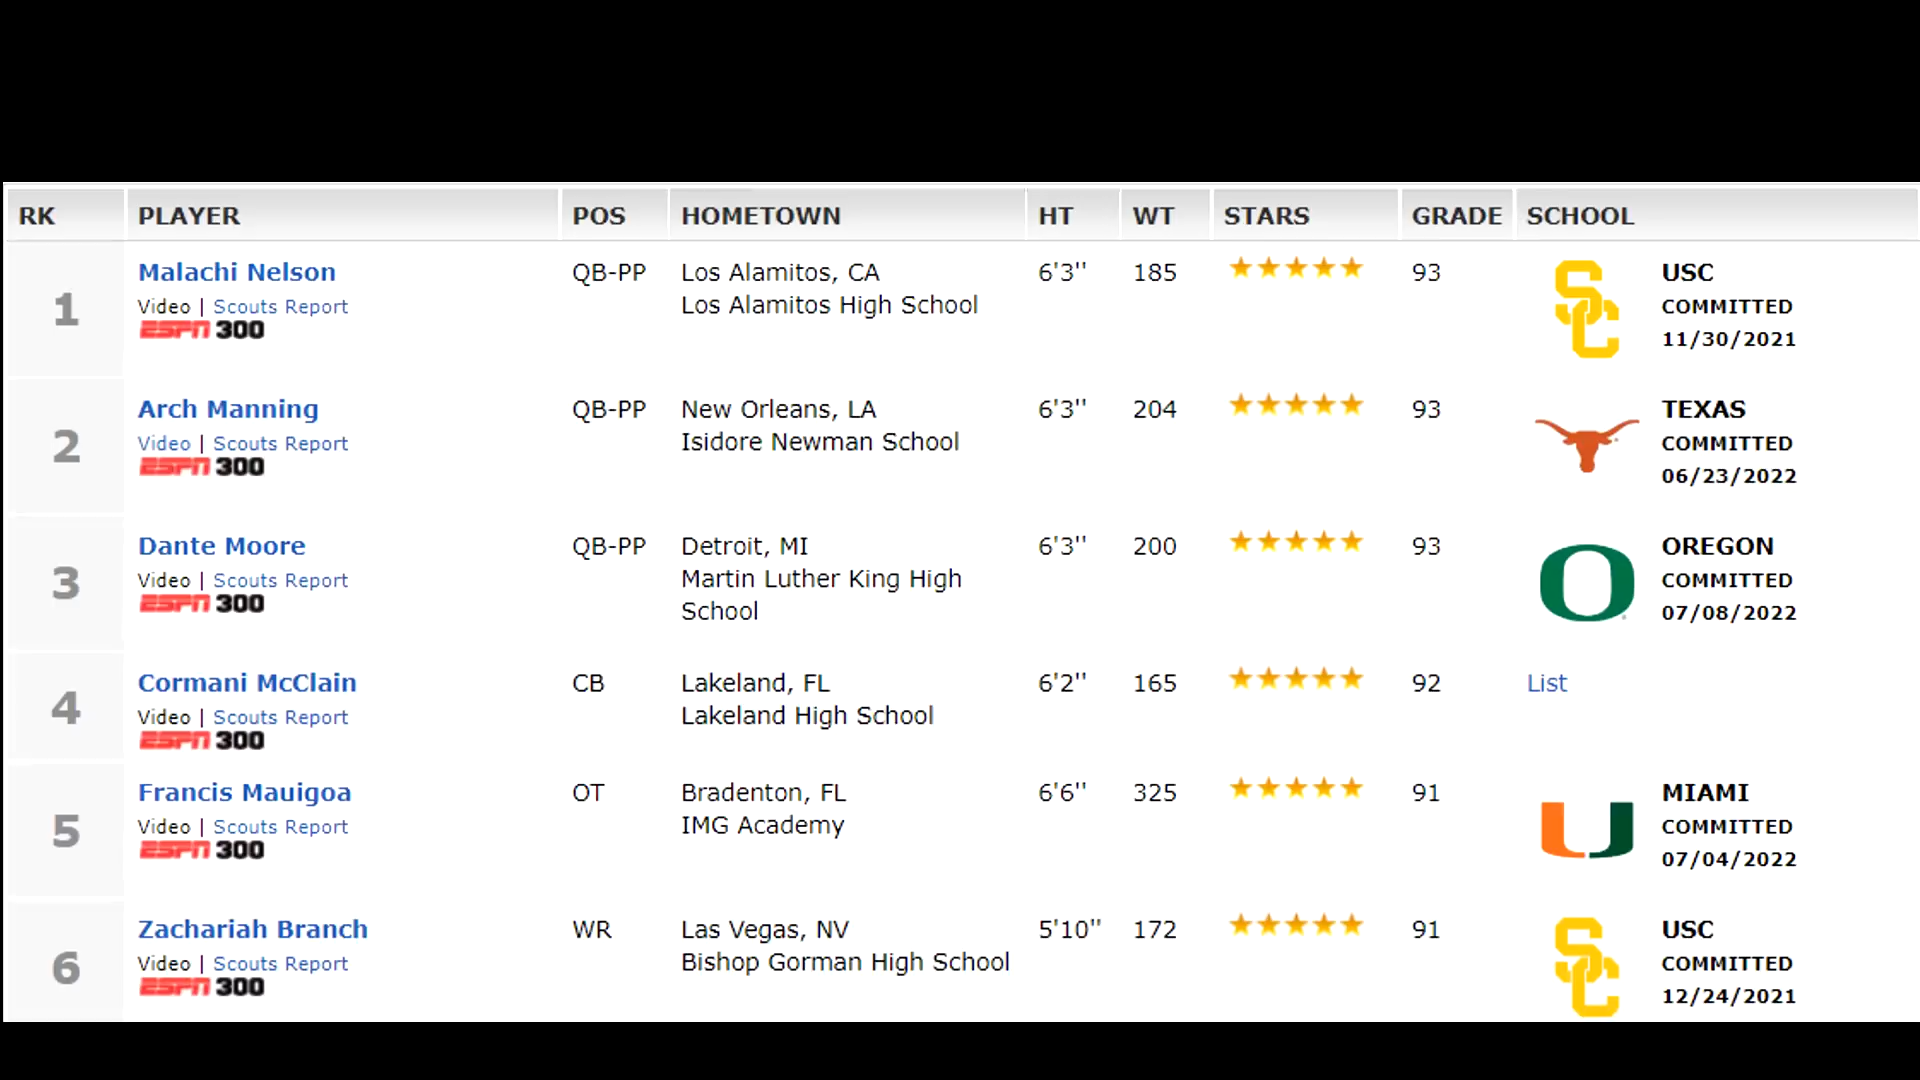 RK PLAYER POS HOMETOWN HT WT STARS GRADE SCHOOL
1 Malachi Nelson QB-PP Los Alamitos, CA 6'3'' 185 93 USC
Video | Scouts Report Los Alamitos High School COMMITTED
ESPN 300 11/30/2021
2 Arch Manning QB-PP New Orleans, LA 6'3'' 204 93 TEXAS
Video | Scouts Report Isidore Newman School COMMITTED
ESPN 300 06/23/2022
3 Dante Moore QB-PP Detroit, MI 6'3'' 200 93 OREGON
Video | Scouts Report Martin Luther King High COMMITTED
ESPN 300 School 07/08/2022
4 Cormani McClain CB Lakeland, FL 6'2'' 165 92 List
Video | Scouts Report Lakeland High School
ESPN 300
5 Francis Mauigoa OT Bradenton, FL 6'6'' 325 91 MIAMI
Video | Scouts Report IMG Academy COMMITTED
ESPN 300 07/04/2022
6 Zachariah Branch WR Las Vegas, NV 5'10'' 172 91 USC
Video | Scouts Report Bishop Gorman High School COMMITTED
ESPN 300 12/24/2021